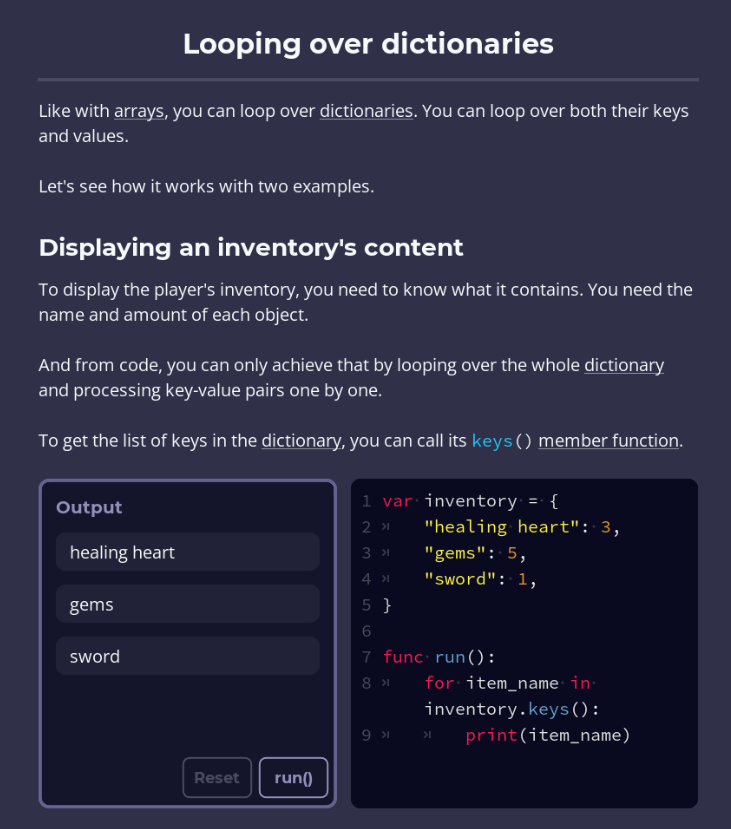 Looping over dictionaries
Like with arrays, you can loop over dictionaries. You can loop over both their keys
and values.
Let's see how it works with two examples.
Displaying an inventory's content
To display the player's inventory, you need to know what it contains. You need the
name and amount of each object.
And from code, you can only achieve that by looping over the whole dictionary
and processing key-value pairs one by one.
To get the list of keys in the dictionary, you can call its keys() member function.
Output
healing heart
gems
sword
Reset run()
1 var inventory = {
2 "healing heart": 3,
3 "gems": 5,
4 "sword": 1,
5 }
6
7 func run():
8 for item_name in
inventory.keys():
9 print(item_name)